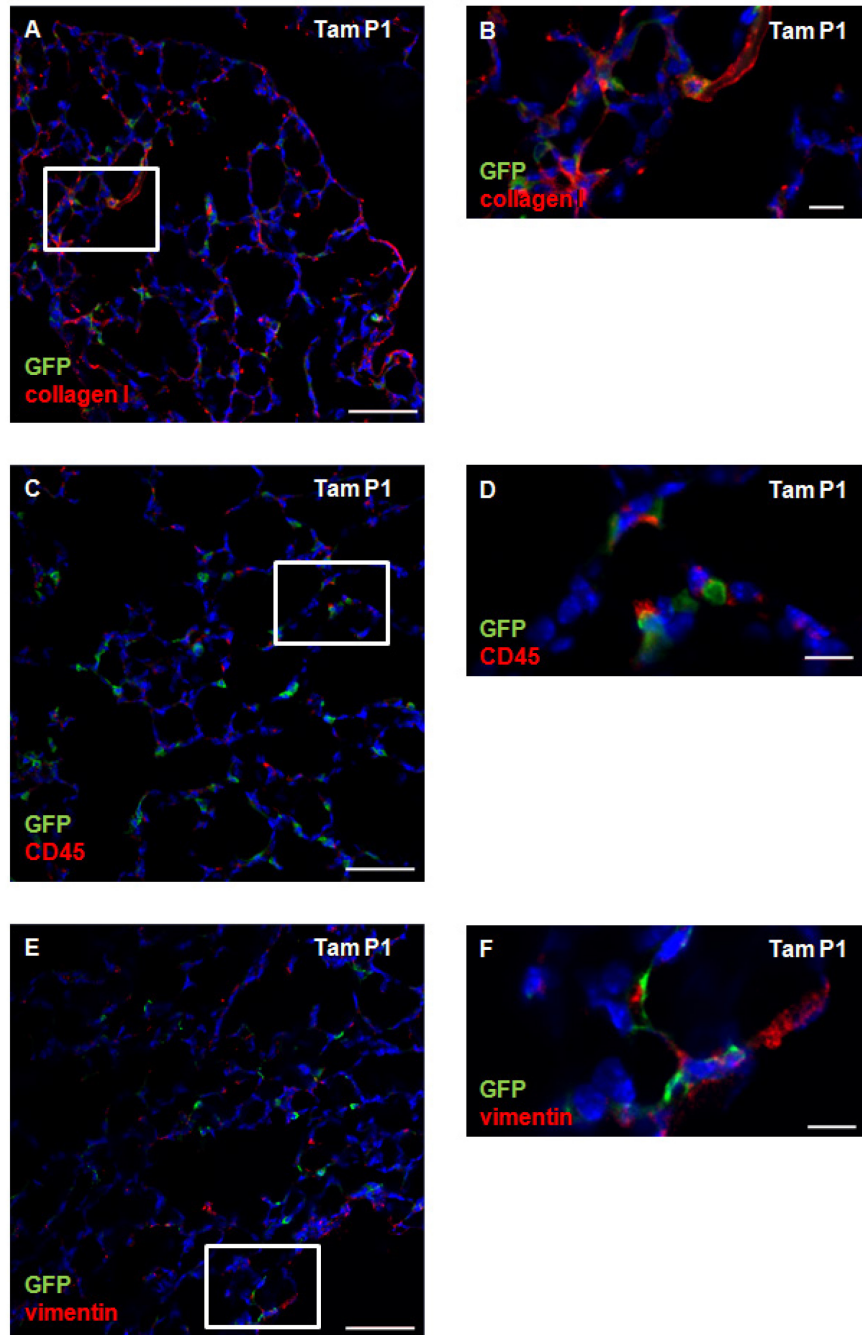 A Tam P1
GFP
collagen I
B Tam P1
GFP
collagen I
C Tam P1
GFP
CD45
D Tam P1
GFP
CD45
E Tam P1
GFP
vimentin
F Tam P1
GFP
vimentin